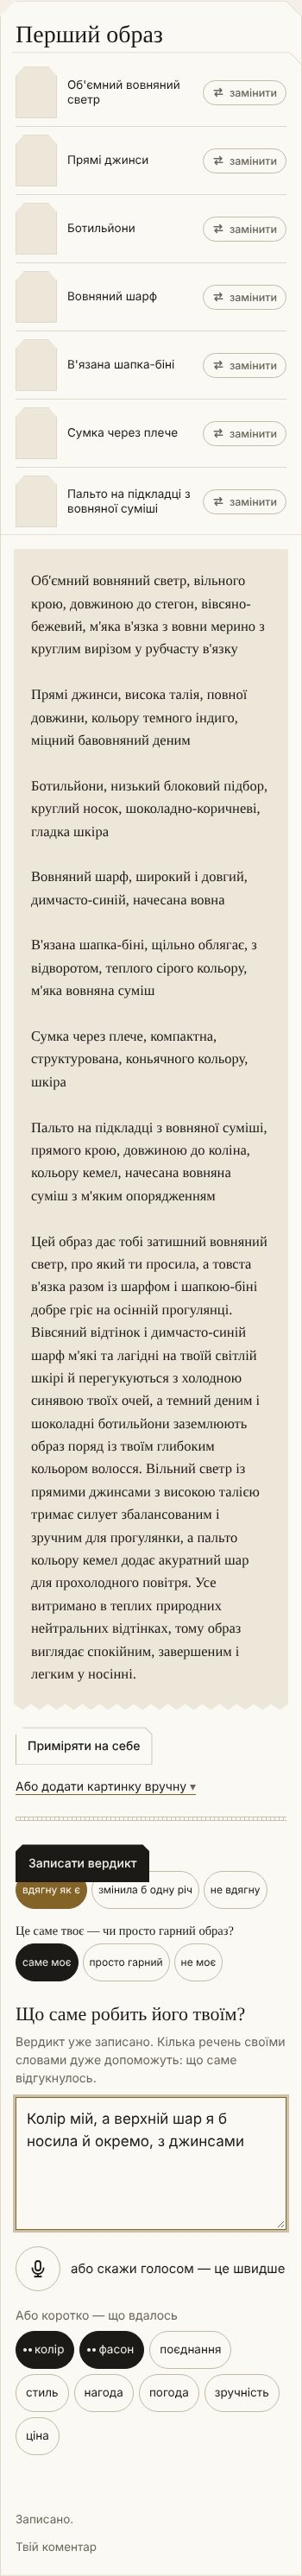 Перший образ
Об'ємний вовняний
светр
⇄ замінити
Прямі джинси
⇄ замінити
Ботильйони
⇄ замінити
Вовняний шарф
⇄ замінити
В'язана шапка-біні
⇄ замінити
Сумка через плече
⇄ замінити
Пальто на підкладці з
вовняної суміші
⇄ замінити
Об'ємний вовняний светр, вільного
крою, довжиною до стегон, вівсяно-
бежевий, м'яка в'язка з вовни мерино з
круглим вирізом у рубчасту в'язку
Прямі джинси, висока талія, повної
довжини, кольору темного індиго,
міцний бавовняний деним
Ботильйони, низький блоковий підбор,
круглий носок, шоколадно-коричневі,
гладка шкіра
Вовняний шарф, широкий і довгий,
димчасто-синій, начесана вовна
В'язана шапка-біні, щільно облягає, з
відворотом, теплого сірого кольору,
м'яка вовняна суміш
Сумка через плече, компактна,
структурована, коньячного кольору,
шкіра
Пальто на підкладці з вовняної суміші,
прямого крою, довжиною до коліна,
кольору кемел, начесана вовняна
суміш з м'яким опорядженням
Цей образ дає тобі затишний вовняний
светр, про який ти просила, а товста
в'язка разом із шарфом і шапкою-біні
добре гріє на осінній прогулянці.
Вівсяний відтінок і димчасто-синій
шарф м'які та лагідні на твоїй світлій
шкірі й перегукуються з холодною
синявою твоїх очей, а темний деним і
шоколадні ботильйони заземлюють
образ поряд із твоїм глибоким
кольором волосся. Вільний светр із
прямими джинсами з високою талією
тримає силует збалансованим і
зручним для прогулянки, а пальто
кольору кемел додає акуратний шар
для прохолодного повітря. Усе
витримано в теплих природних
нейтральних відтінках, тому образ
виглядає спокійним, завершеним і
легким у носінні.
Приміряти на себе
Або додати картинку вручну ▾
Записати вердикт
вдягну як є
змінила б одну річ
не вдягну
Це саме твоє — чи просто гарний образ?
саме моє
просто гарний
не моє
Що саме робить його твоїм?
Вердикт уже записано. Кілька речень своїми
словами дуже допоможуть: що саме
відгукнулось.
Колір мій, а верхній шар я б
носила й окремо, з джинсами
або скажи голосом — це швидше
Або коротко — що вдалось
•• колір
•• фасон
поєднання
стиль
нагода
погода
зручність
ціна
Записано.
Твій коментар